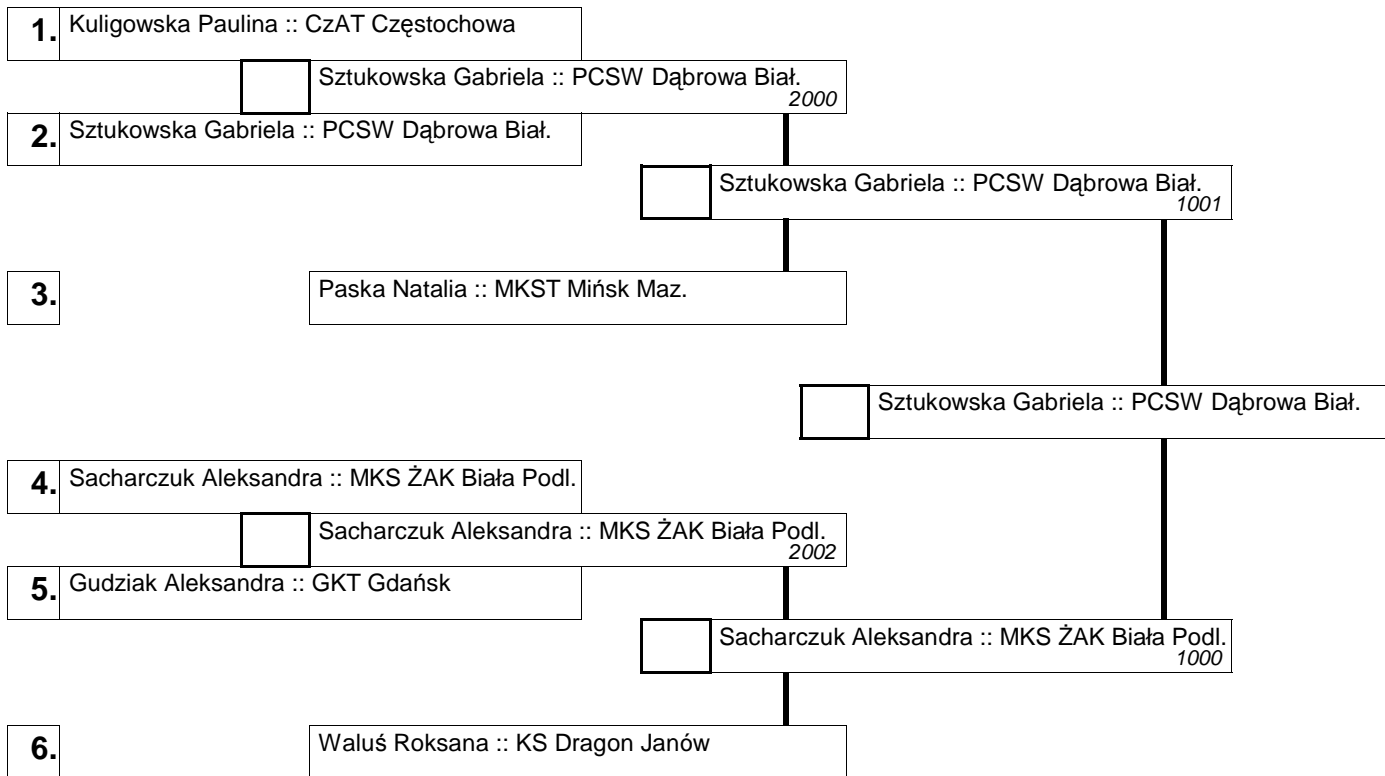 1. Kuligowska Paulina :: CzAT Częstochowa
Sztukowska Gabriela :: PCSW Dąbrowa Biał.
2000
2. Sztukowska Gabriela :: PCSW Dąbrowa Biał.
Sztukowska Gabriela :: PCSW Dąbrowa Biał.
1001
3. Paska Natalia :: MKST Mińsk Maz.
Sztukowska Gabriela :: PCSW Dąbrowa Biał.
4. Sacharczuk Aleksandra :: MKS ŻAK Biała Podl.
Sacharczuk Aleksandra :: MKS ŻAK Biała Podl.
2002
5. Gudziak Aleksandra :: GKT Gdańsk
Sacharczuk Aleksandra :: MKS ŻAK Biała Podl.
1000
6. Waluś Roksana :: KS Dragon Janów